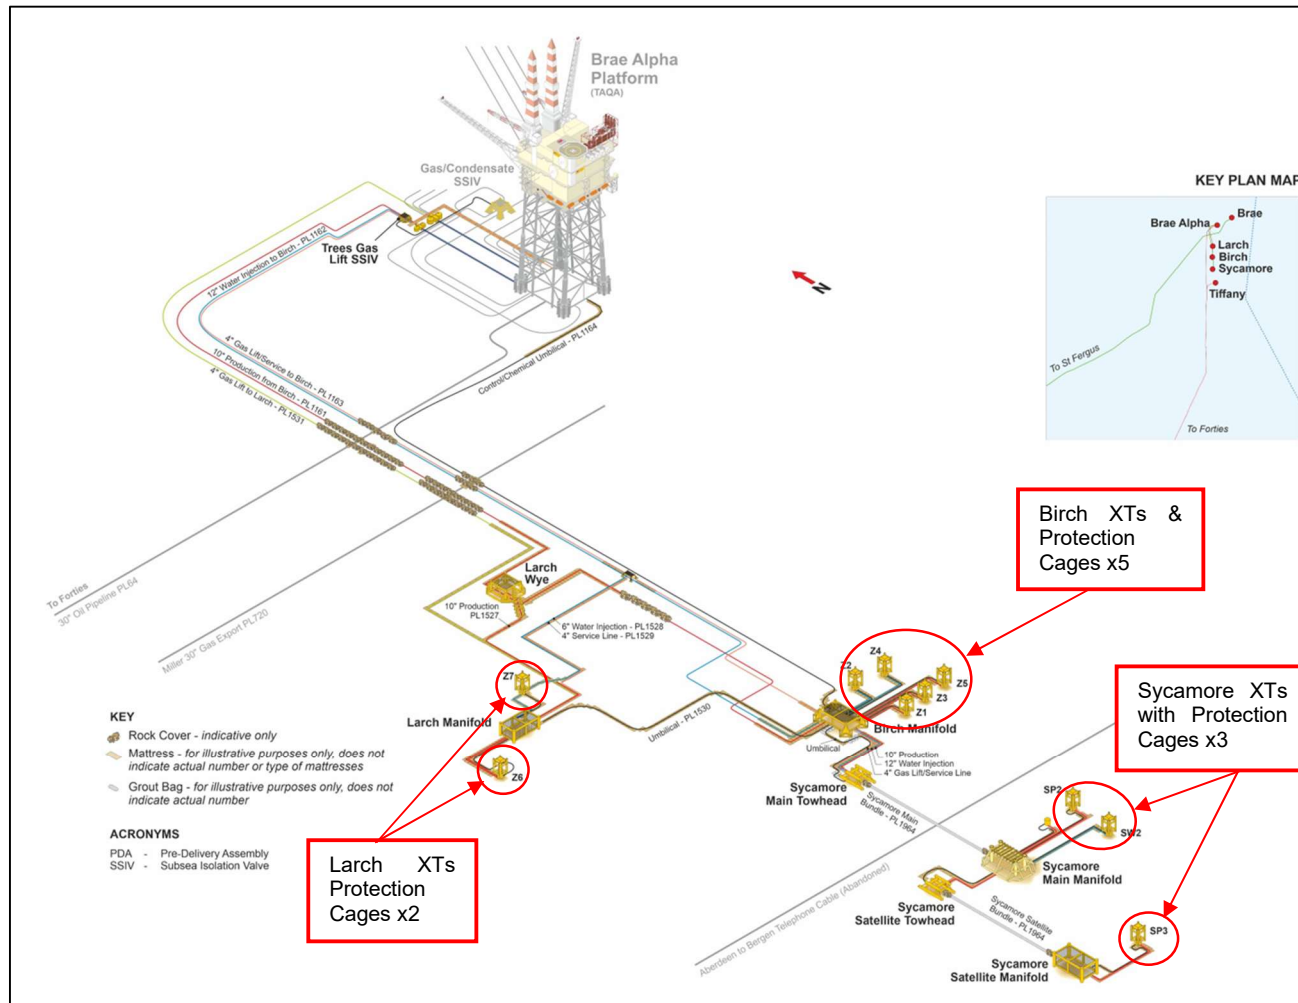 Brae Alpha
Platform
(TAQA)
Gas/Condensate
SSIV
Trees Gas
Lift SSIV
12" Water Injection to Birch - PL1162
4" Gas Lift/Service to Birch - PL1163
10" Production from Birch - PL1161
4" Gas Lift to Larch - PL1531
Control/Chemical Umbilical - PL1164
N
KEY PLAN MAP
Brae Alpha
Brae
Larch
Birch
Sycamore
Tiffany
To St Fergus
To Forties
Birch XTs &
Protection
Cages x5
To Forties
30" Oil Pipeline PL64
Miller 30" Gas Export PL720
Larch
Wye
10" Production
PL1527
6" Water Injection - PL1528
4" Service Line - PL1529
Z7
Larch Manifold
Z6
Umbilical - PL1530
Z2
Z4
Z5
Z3
Z1
Birch Manifold
Umbilical
10" Production
12" Water Injection
4" Gas Lift/Service Line
Sycamore
Main Towhead
Sycamore Main
Bundle - PL1964
Sycamore XTs
with Protection
Cages x3
SP2
SW2
Sycamore
Main Manifold
Sycamore
Satellite Towhead
Sycamore Satellite
Bundle - PL1964
SP3
Sycamore
Satellite Manifold
Aberdeen to Bergen Telephone Cable (Abandoned)
KEY
Rock Cover - indicative only
Mattress - for illustrative purposes only, does not
indicate actual number or type of mattresses
Grout Bag - for illustrative purposes only, does not
indicate actual number
ACRONYMS
PDA - Pre-Delivery Assembly
SSIV - Subsea Isolation Valve
Larch XTs
Protection
Cages x2